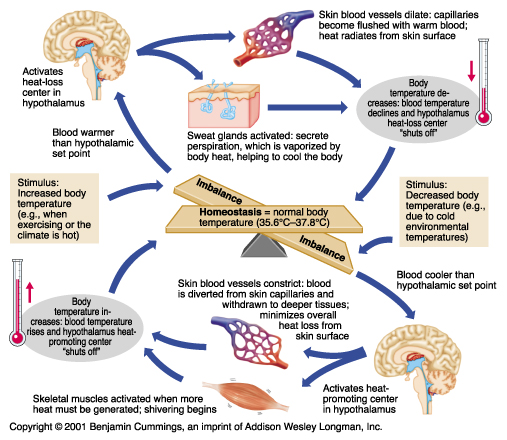 Skin blood vessels dilate: capillaries
become flushed with warm blood;
heat radiates from skin surface
Activates
heat-loss
center in
hypothalamus
Body
temperature de-
creases: blood temperature
declines and hypothalamus
heat-loss center
"shuts off"
Sweat glands activated: secrete
perspiration, which is vaporized by
body heat, helping to cool the body
Blood warmer
than hypothalamic
set point
Stimulus:
Increased body
temperature
(e.g., when
exercising or the
climate is hot)
Imbalance
Homeostasis = normal body
temperature (35.6°C–37.8°C)
Imbalance
Stimulus:
Decreased body
temperature (e.g.,
due to cold
environmental
temperatures)
Blood cooler than
hypothalamic set point
Skin blood vessels constrict: blood
is diverted from skin capillaries and
withdrawn to deeper tissues;
minimizes overall
heat loss from
skin surface
Body
temperature in-
creases: blood temperature
rises and hypothalamus heat-
promoting center
"shuts off"
Activates heat-
promoting center
in hypothalamus
Skeletal muscles activated when more
heat must be generated; shivering begins
Copyright © 2001 Benjamin Cummings, an imprint of Addison Wesley Longman, Inc.